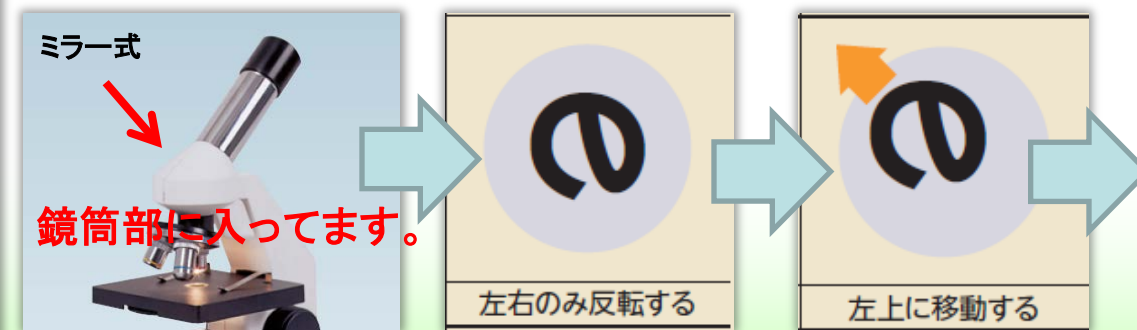 ミラー式
鏡筒部に入ってます。
の
左右のみ反転する
の
左上に移動する